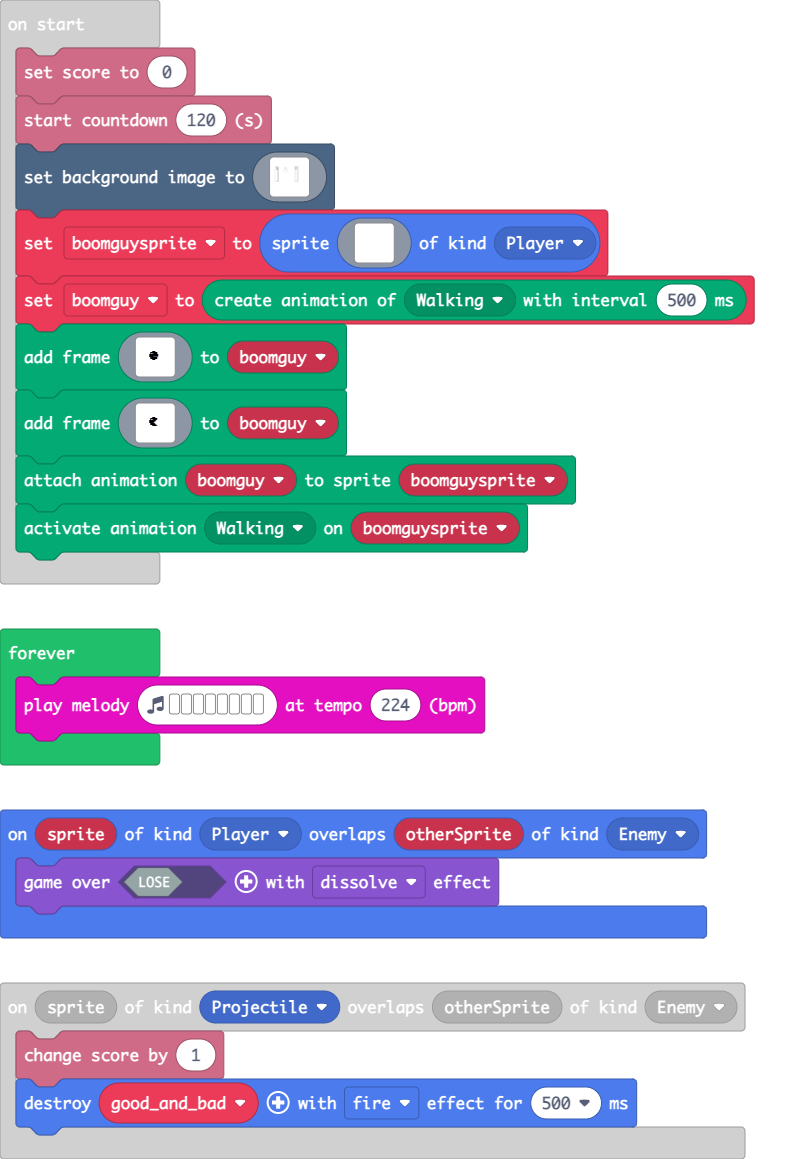 on start
set score to 0
start countdown 120 (s)
set background image to
set boomguysprite to sprite of kind Player
set boomguy to create animation of Walking with interval 500 ms
add frame to boomguy
add frame to boomguy
attach animation boomguy to sprite boomguysprite
activate animation Walking on boomguysprite
forever
play melody at tempo 224 (bpm)
on sprite of kind Player overlaps otherSprite of kind Enemy
game over LOSE with dissolve effect
on sprite of kind Projectile overlaps otherSprite of kind Enemy
change score by 1
destroy good_and_bad with fire effect for 500 ms